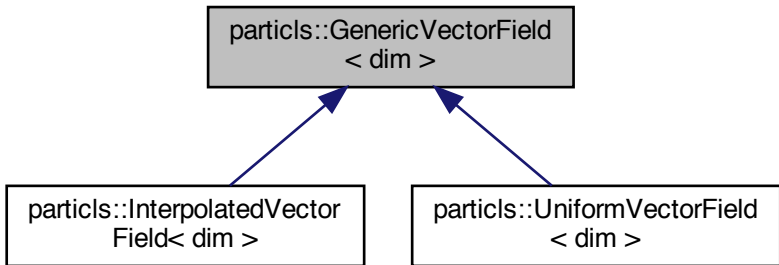 particls::GenericVectorField
< dim >
particls::InterpolatedVector
Field< dim >
particls::UniformVectorField
< dim >